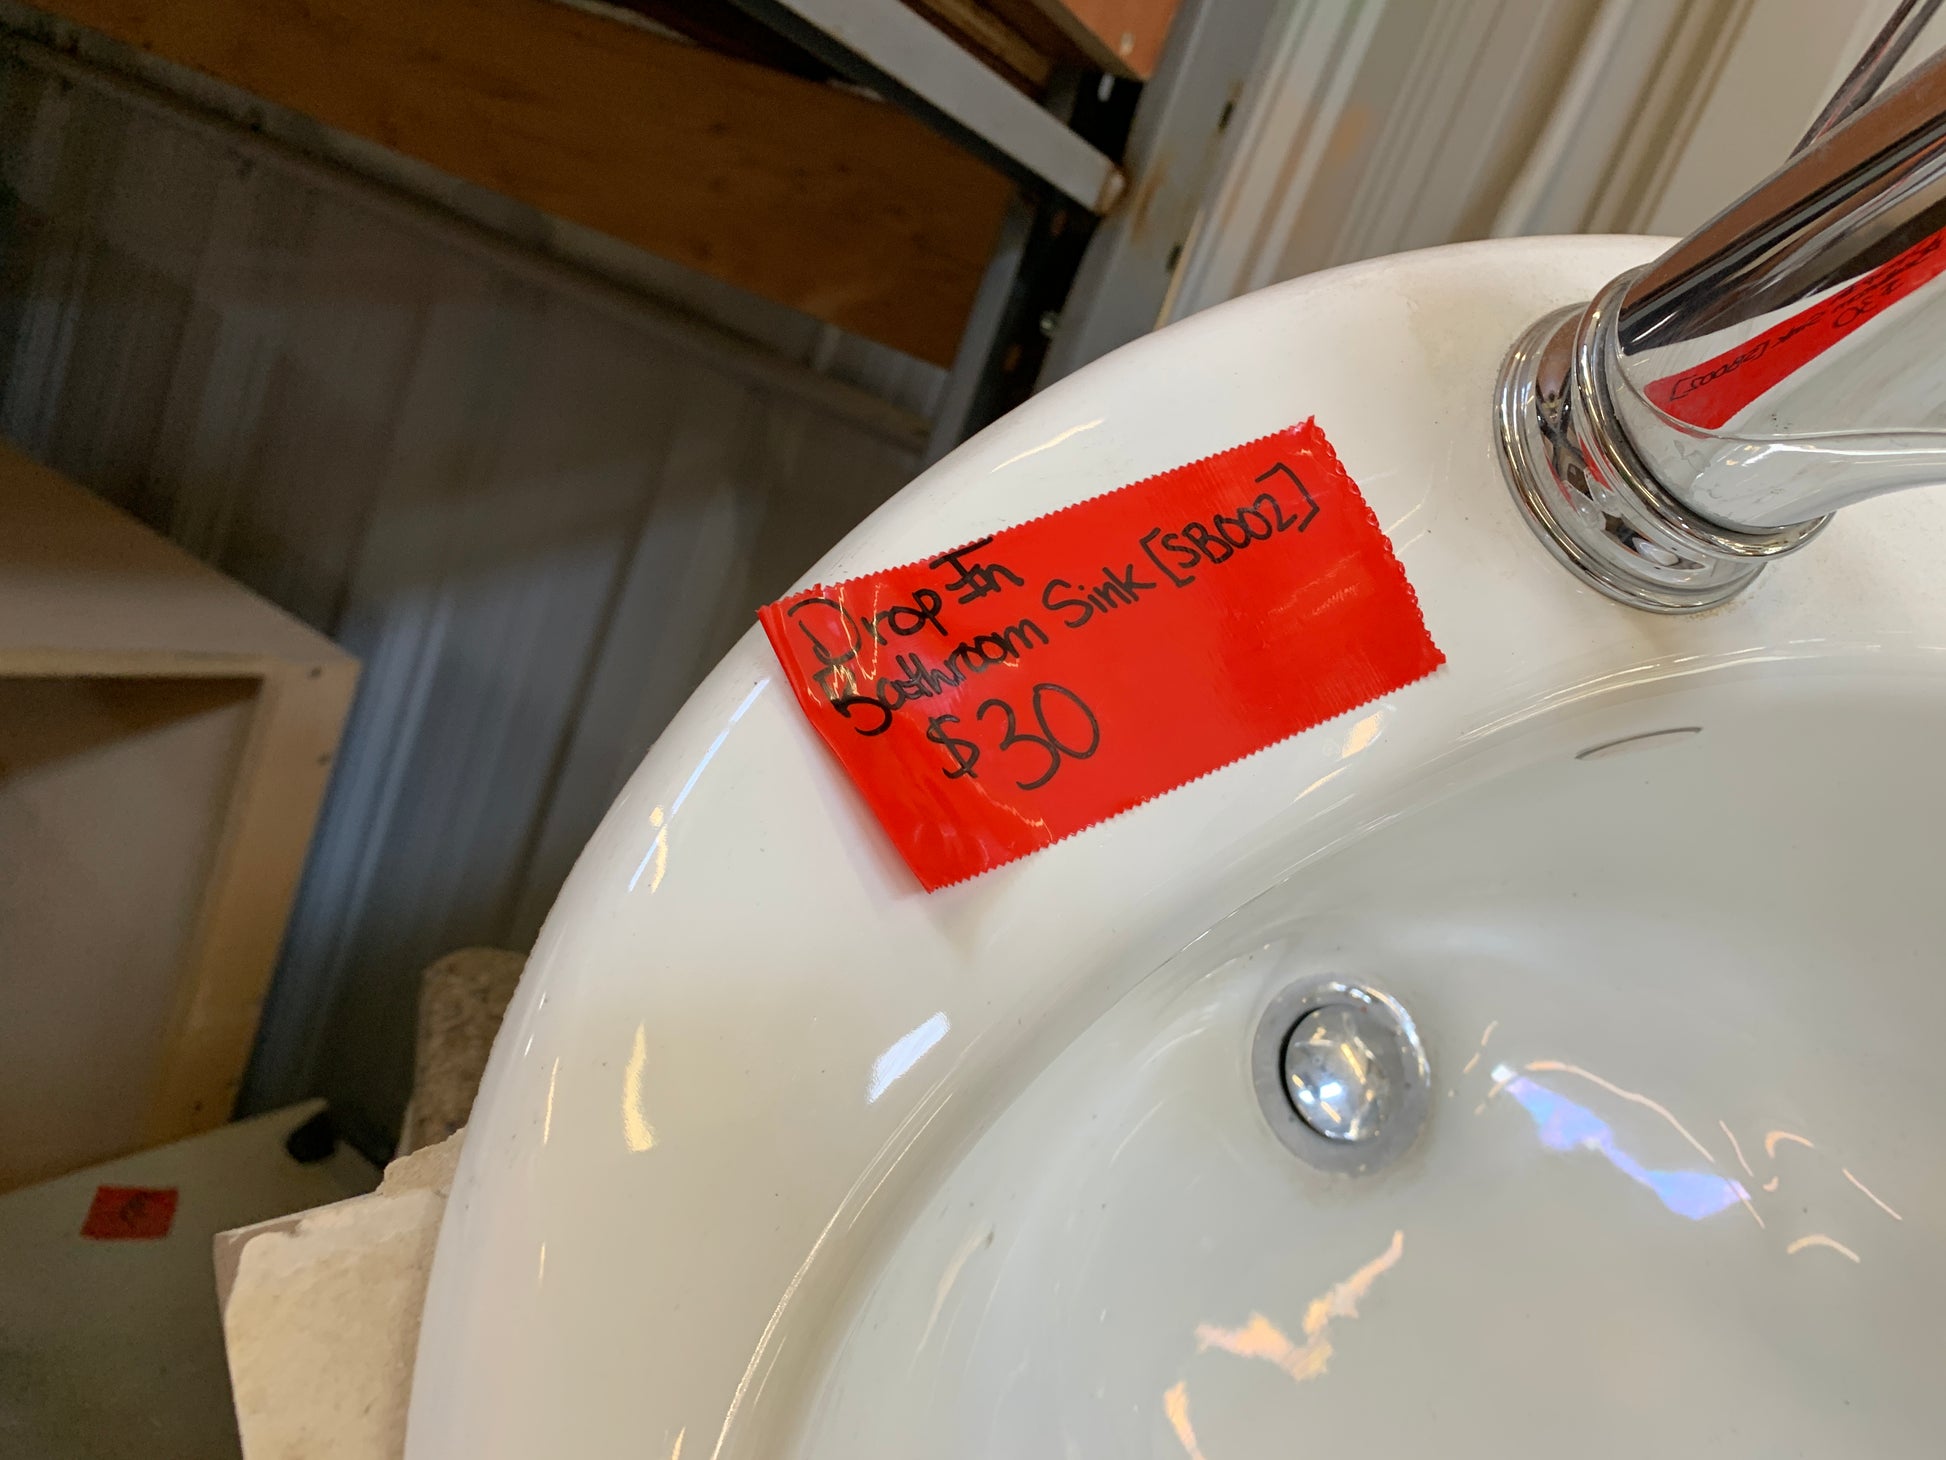 Drop In
Bathroom Sink [SB002]
$30